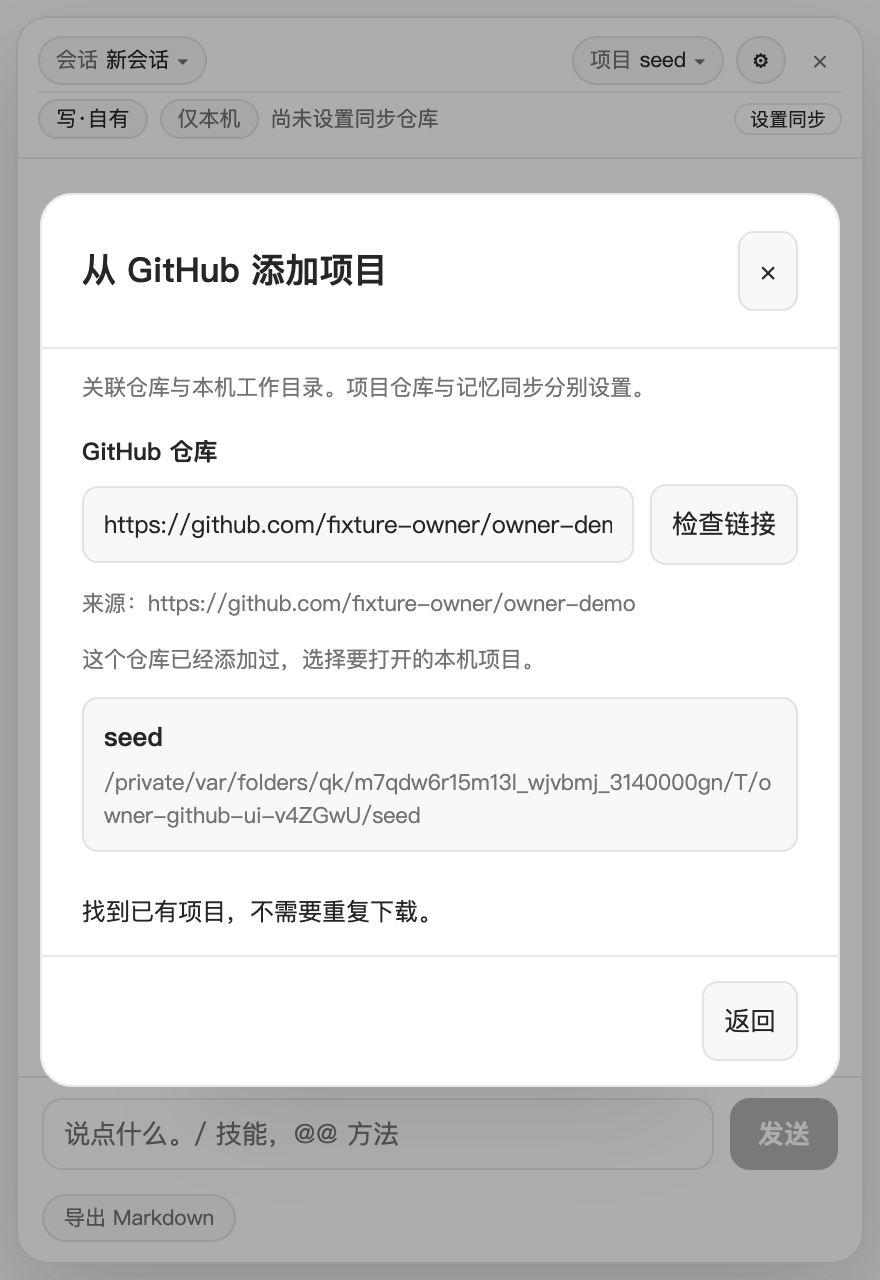 会话 新会话
项目 seed
×
写·自有
仅本机
尚未设置同步仓库
设置同步
从 GitHub 添加项目
×
关联仓库与本机工作目录。项目仓库与记忆同步分别设置。
GitHub 仓库
https://github.com/fixture-owner/owner-den
检查链接
来源：https://github.com/fixture-owner/owner-demo
这个仓库已经添加过，选择要打开的本机项目。
seed
/private/var/folders/qk/m7qdw6r15m13l_wjvbmj_3140000gn/T/o
wner-github-ui-v4ZGwU/seed
找到已有项目，不需要重复下载。
返回
说点什么。/ 技能，@@ 方法
发送
导出 Markdown